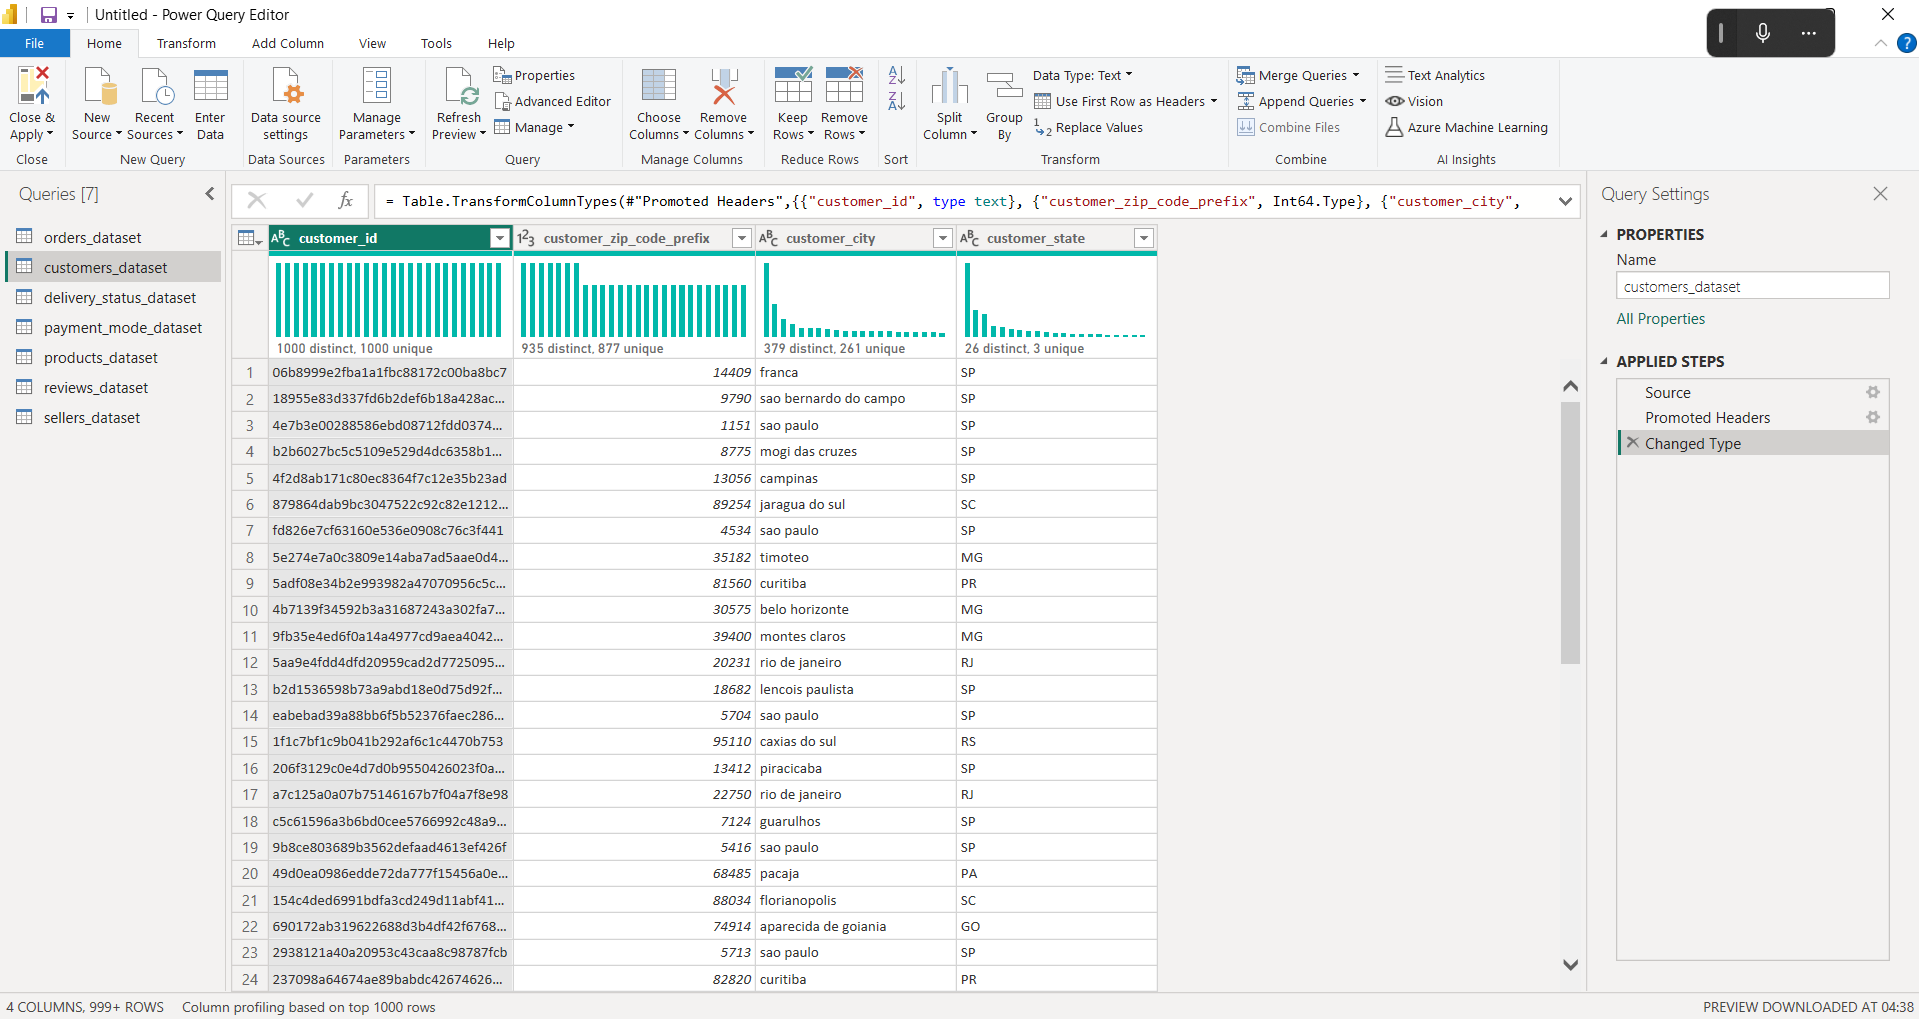 Untitled - Power Query Editor
File
Home
Transform
Add Column
View
Tools
Help
Close &
Apply
Close
New
Source
Recent
Sources
Enter
Data
New Query
Data source
settings
Data Sources
Manage
Parameters
Parameters
Refresh
Preview
Properties
Advanced Editor
Manage
Query
Choose
Columns
Remove
Columns
Manage Columns
Keep
Rows
Remove
Rows
Reduce Rows
Sort
Split
Column
Group
By
Data Type: Text
Use First Row as Headers
Replace Values
Transform
Merge Queries
Append Queries
Combine Files
Combine
Text Analytics
Vision
Azure Machine Learning
AI Insights
Queries [7]
orders_dataset
customers_dataset
delivery_status_dataset
payment_mode_dataset
products_dataset
reviews_dataset
sellers_dataset
fx = Table.TransformColumnTypes(#"Promoted Headers",{{"customer_id", type text}, {"customer_zip_code_prefix", Int64.Type}, {"customer_city",
ABC customer_id 123 customer_zip_code_prefix ABC customer_city ABC customer_state
1000 distinct, 1000 unique 935 distinct, 877 unique 379 distinct, 261 unique 26 distinct, 3 unique
1 06b8999e2fba1a1fbc88172c00ba8bc7 14409 franca SP
2 18955e83d337fd6b2def6b18a428ac... 9790 sao bernardo do campo SP
3 4e7b3e00288586ebd08712fdd0374... 1151 sao paulo SP
4 b2b6027bc5c5109e529d4dc6358b1... 8775 mogi das cruzes SP
5 4f2d8ab171c80ec8364f7c12e35b23ad 13056 campinas SP
6 879864dab9bc3047522c92c82e1212... 89254 jaragua do sul SC
7 fd826e7cf63160e536e0908c76c3f441 4534 sao paulo SP
8 5e274e7a0c3809e14aba7ad5aae0d4... 35182 timoteo MG
9 5adf08e34b2e993982a47070956c5c... 81560 curitiba PR
10 4b7139f34592b3a31687243a302fa7... 30575 belo horizonte MG
11 9fb35e4ed6f0a14a4977cd9aea4042... 39400 montes claros MG
12 5aa9e4fdd4dfd20959cad2d7725095... 20231 rio de janeiro RJ
13 b2d1536598b73a9abd18e0d75d92f... 18682 lencois paulista SP
14 eabebad39a88bb6f5b52376faec286... 5704 sao paulo SP
15 1f1c7bf1c9b041b292af6c1c4470b753 95110 caxias do sul RS
16 206f3129c0e4d7d0b9550426023f0a... 13412 piracicaba SP
17 a7c125a0a07b75146167b7f04a7f8e98 22750 rio de janeiro RJ
18 c5c61596a3b6bd0cee5766992c48a9... 7124 guarulhos SP
19 9b8ce803689b3562defaad4613ef426f 5416 sao paulo SP
20 49d0ea0986edde72da777f15456a0e... 68485 pacaja PA
21 154c4ded6991bdfa3cd249d11abf41... 88034 florianopolis SC
22 690172ab319622688d3b4df42f6768... 74914 aparecida de goiania GO
23 2938121a40a20953c43caa8c98787fcb 5713 sao paulo SP
24 237098a64674ae89babdc42674626... 82820 curitiba PR
Query Settings
PROPERTIES
Name
customers_dataset
All Properties
APPLIED STEPS
Source
Promoted Headers
Changed Type
4 COLUMNS, 999+ ROWS
Column profiling based on top 1000 rows
PREVIEW DOWNLOADED AT 04:38